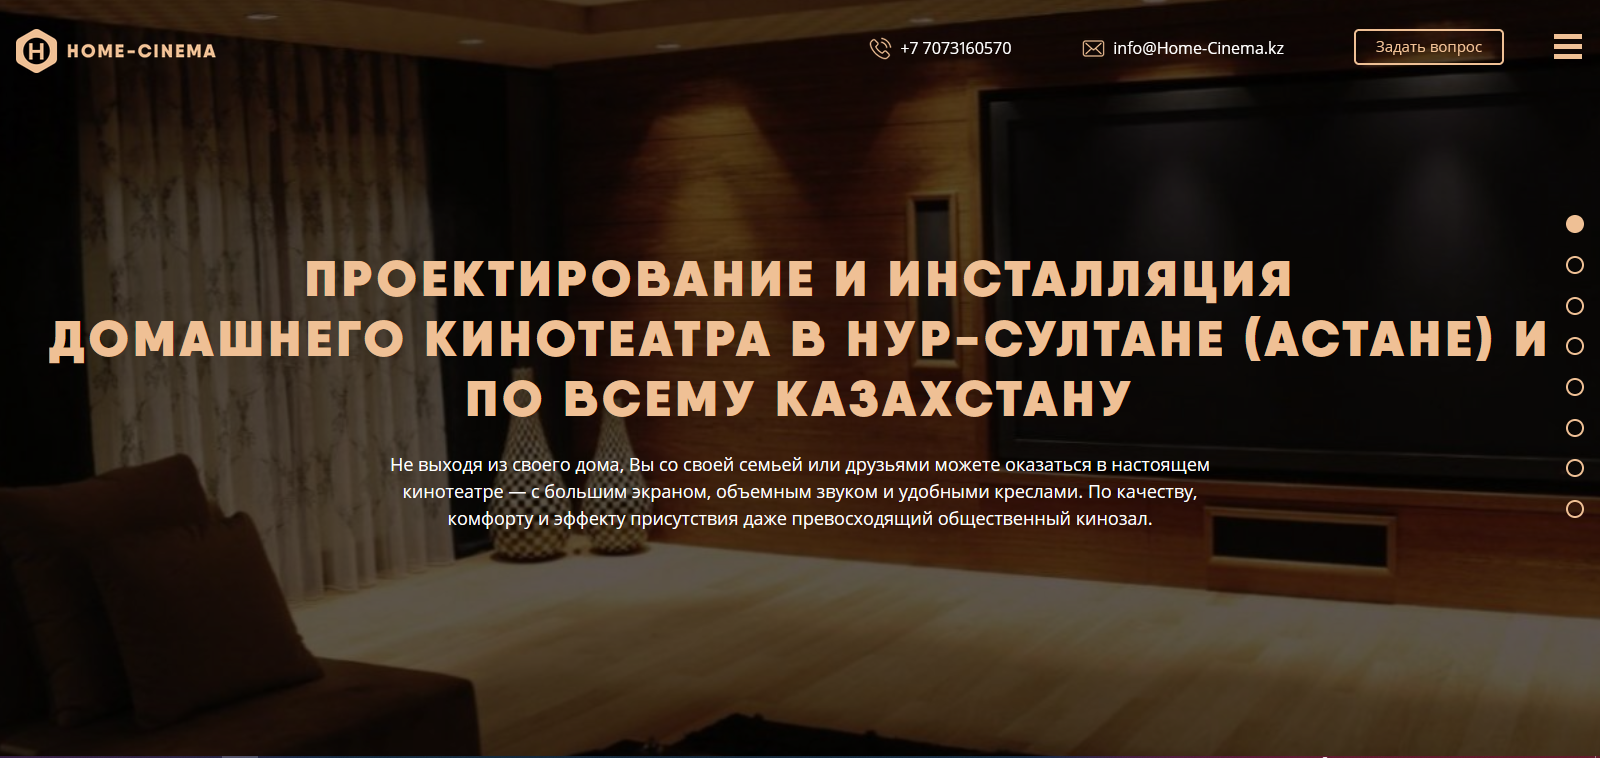 HOME-CINEMA
+7 7073160570
info@Home-Cinema.kz
Задать вопрос
ПРОЕКТИРОВАНИЕ И ИНСТАЛЛЯЦИЯ
ДОМАШНЕГО КИНОТЕАТРА В НУР-СУЛТАНЕ (АСТАНЕ) И
ПО ВСЕМУ КАЗАХСТАНУ
Не выходя из своего дома, Вы со своей семьей или друзьями можете оказаться в настоящем
кинотеатре — с большим экраном, объемным звуком и удобными креслами. По качеству,
комфорту и эффекту присутствия даже превосходящий общественный кинозал.